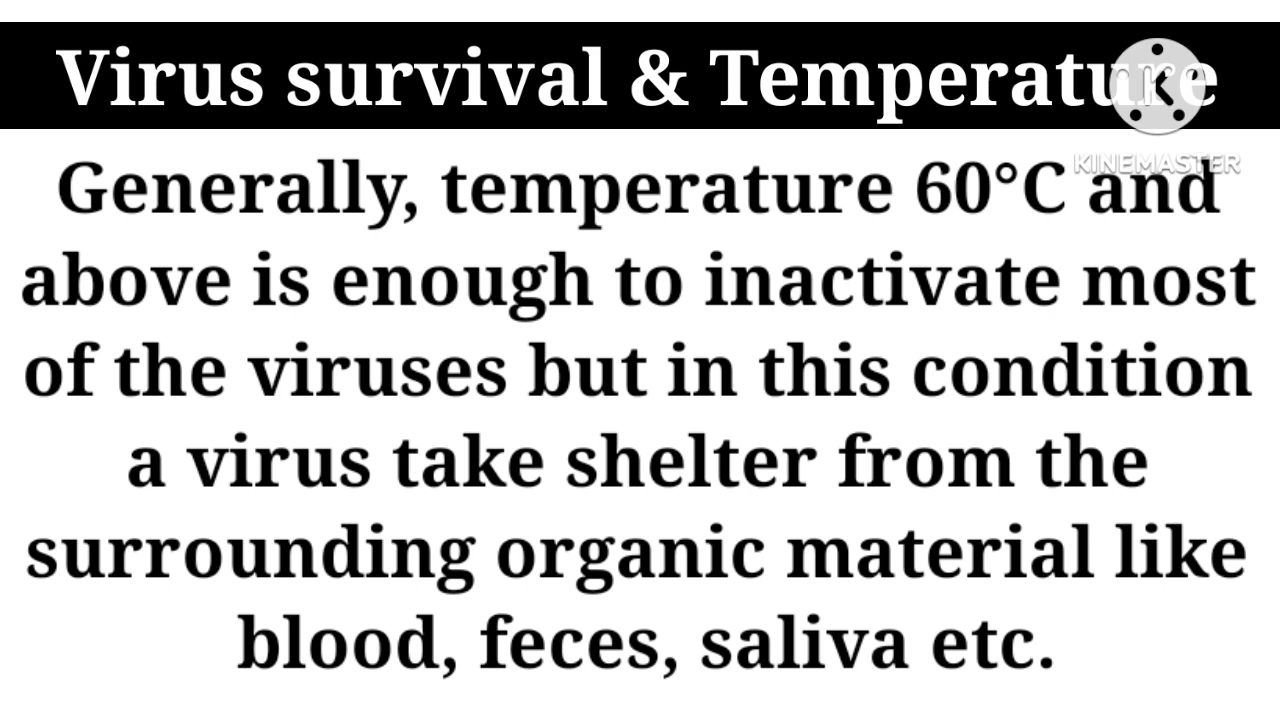 Virus survival & Temperature
KINEMASTER
Generally, temperature 60°C and
above is enough to inactivate most
of the viruses but in this condition
a virus take shelter from the
surrounding organic material like
blood, feces, saliva etc.